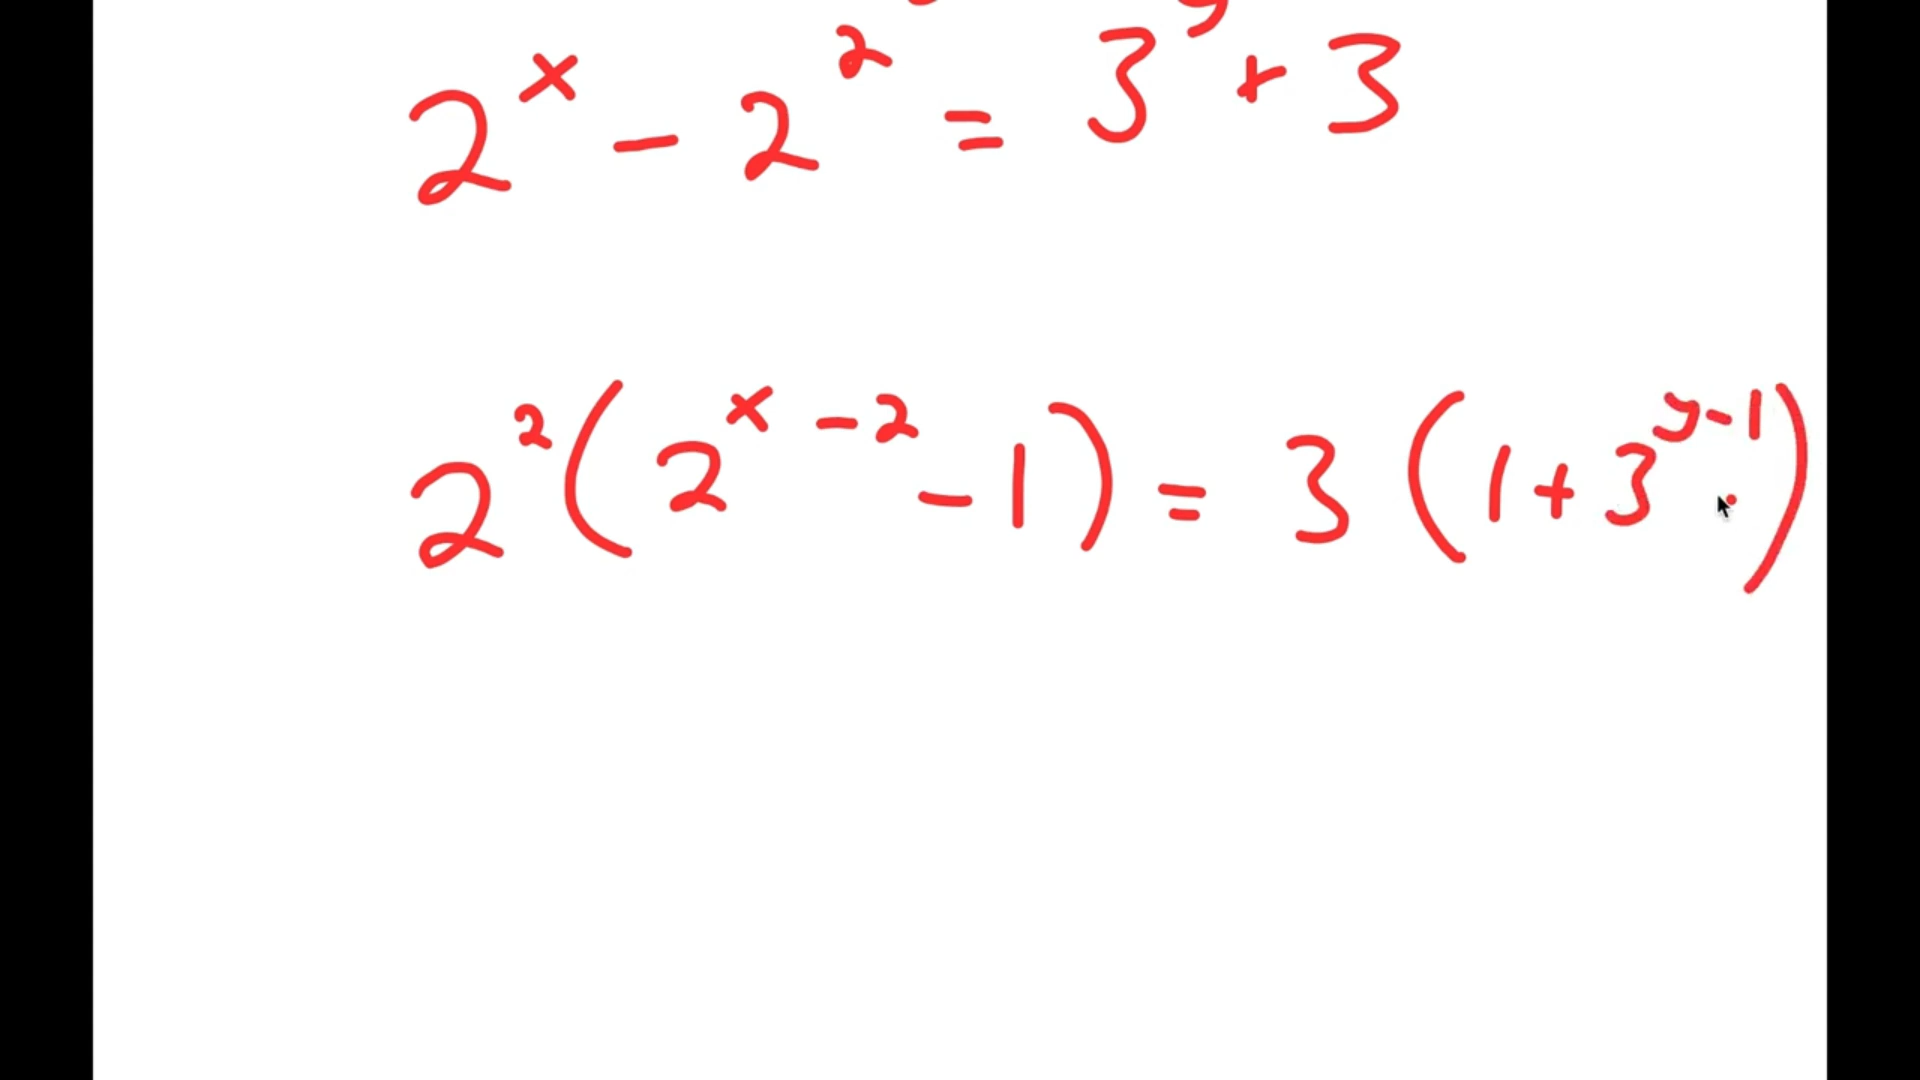 2^x - 2^2 = 3^y + 3
2^2(2^{x-2} - 1) = 3(1 + 3^{y-1})